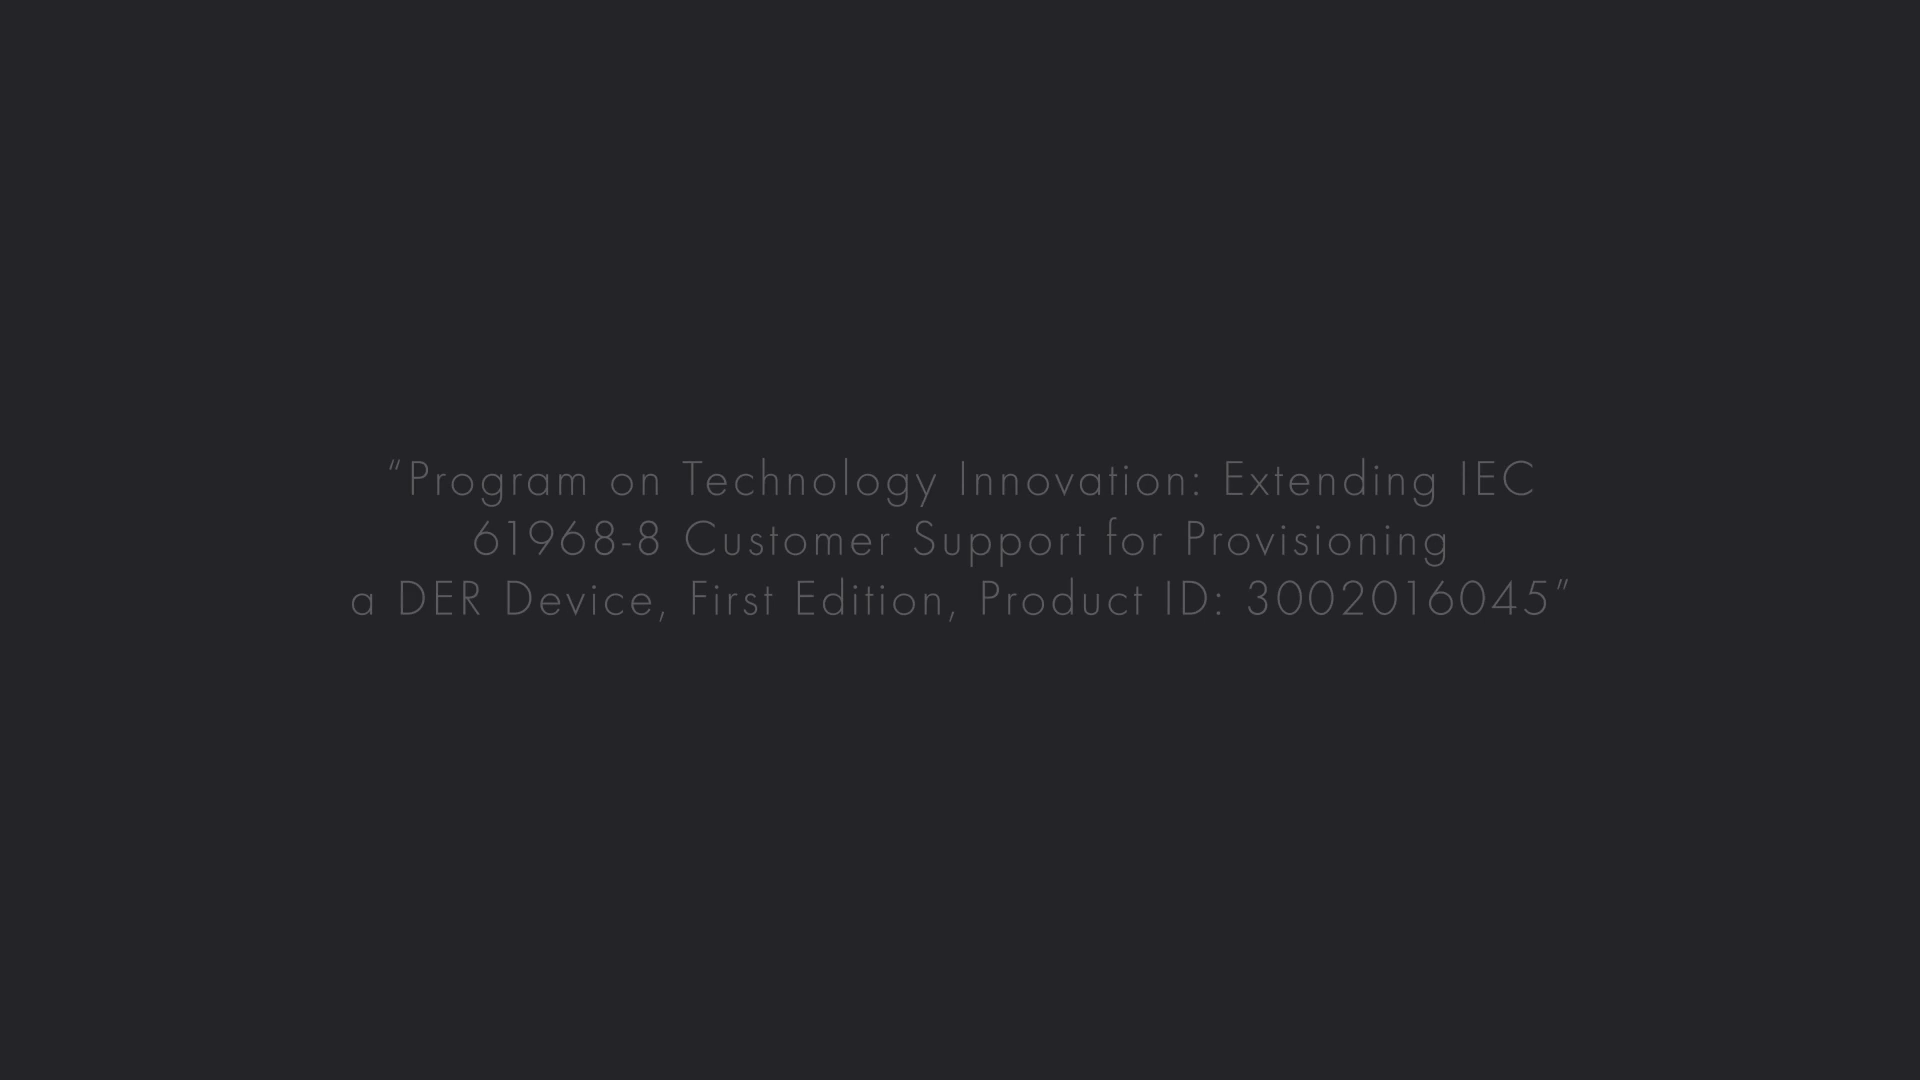 “Program on Technology Innovation: Extending IEC
61968-8 Customer Support for Provisioning
a DER Device, First Edition, Product ID: 3002016045”